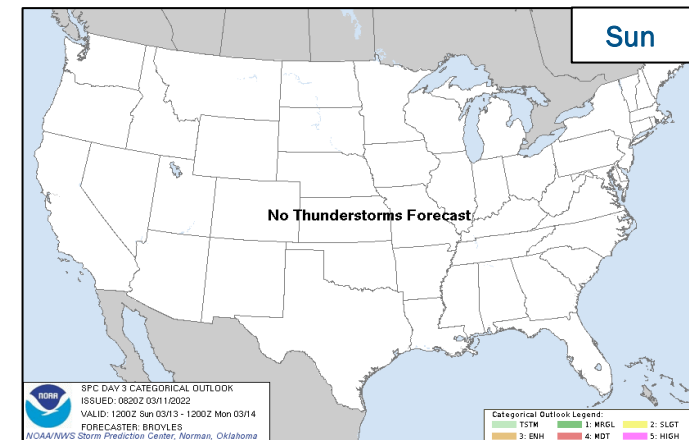 Sun
No Thunderstorms Forecast
NOAA
SPC DAY 3 CATEGORICAL OUTLOOK
ISSUED: 0820Z 03/11/2022
VALID: 1200Z Sun 03/13 - 1200Z Mon 03/14
FORECASTER: BROYLES
NOAA/NWS Storm Prediction Center, Norman, Oklahoma
Categorical Outlook Legend:
TSTM 1: MRGL 2: SLGT
3: ENH 4: MDT 5: HIGH